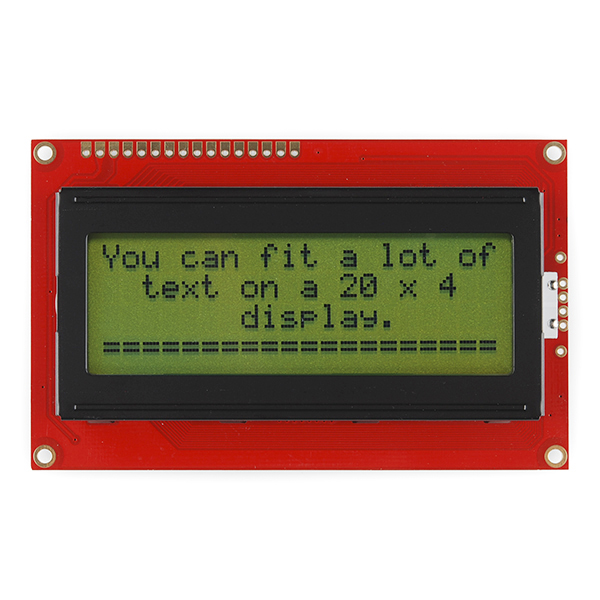 You can fit a lot of
text on a 20 x 4
display.
====================